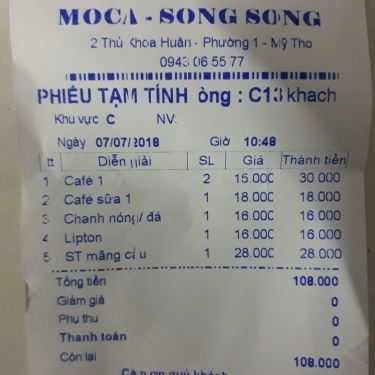 MOCA - SONG SONG
2 Thủ Khoa Huân - Phường 1 - Mỹ Tho
0943 06 55 77
PHIẾU TẠM TÍNH òng : C13 khach
Khu vực C NV:
Ngày 07/07/2018 Giờ 10:48
tt Diễn giải SL Giá Thành tiền
1 Café 1 2 15.000 30.000
2 Café sữa 1 1 18.000 18.000
3 Chanh nóng/ đá 1 16.000 16.000
4 Lipton 1 16.000 16.000
5 ST mãng cầu 1 28.000 28.000
Tổng tiền 108.000
Giảm giá 0
Phụ thu 0
Thanh toán 0
Còn lại 108.000
Cảm ơn quý khách